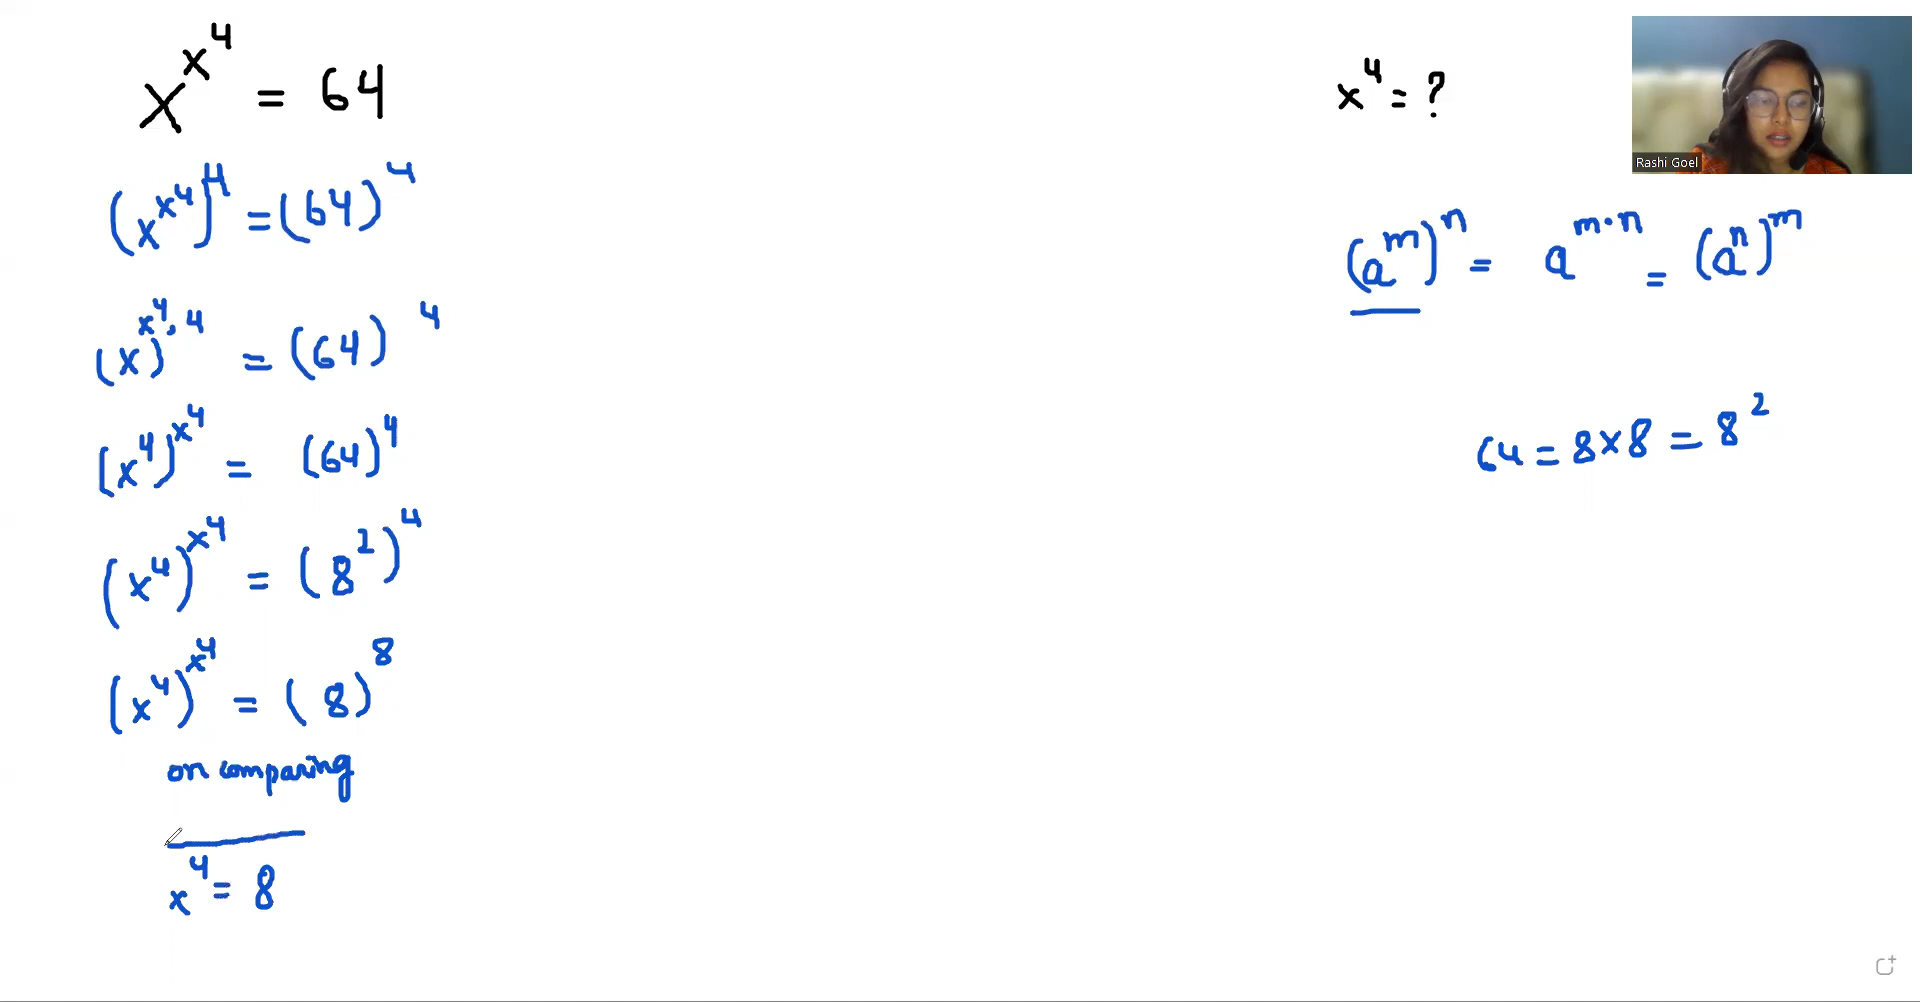 x^{x^4} = 64
(x^{x^4})^4 = (64)^4
(x)^{x^4.4} = (64)^4
(x^4)^{x^4} = (64)^4
(x^4)^{x^4} = (8^2)^4
(x^4)^{x^4} = (8)^8
on comparing
x^4 = 8
x^4 = ?
(a^m)^n = a^{m·n} = (a^n)^m
64 = 8×8 = 8^2
Rashi Goel